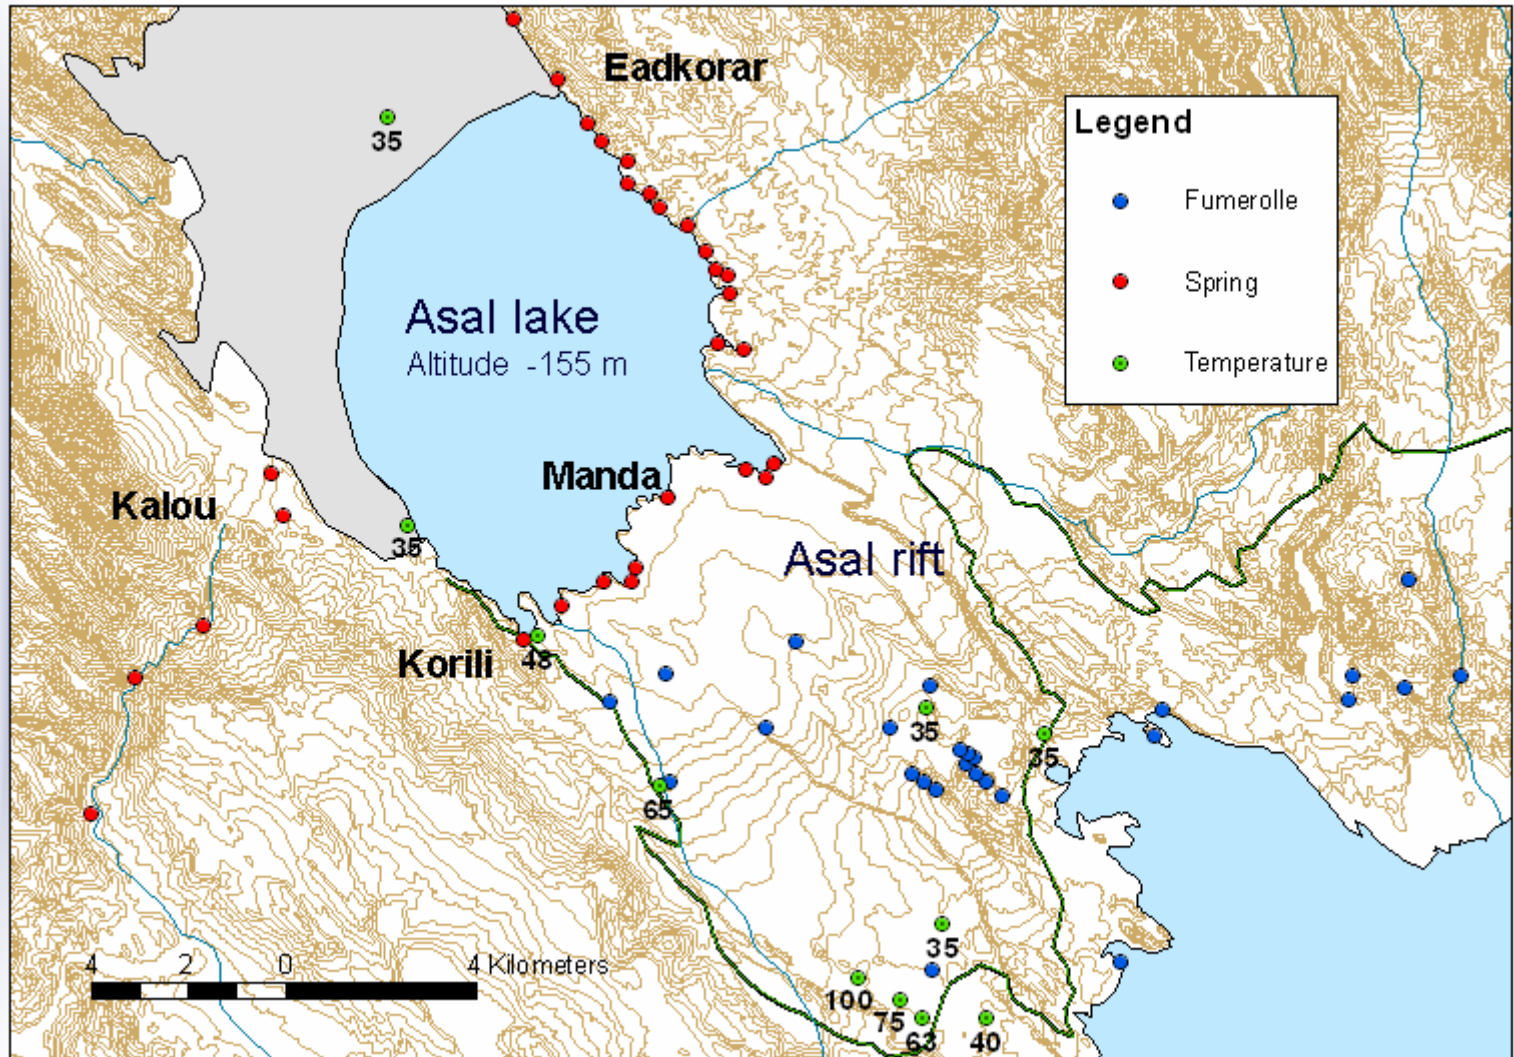 Eadkorar
35
Legend
Fumerolle
Spring
Temperature
Asal lake
Altitude -155 m
Manda
Kalou
35
Asal rift
Korili
48
35
35
65
35
4 2 0 4 Kilometers
100
75
63
40